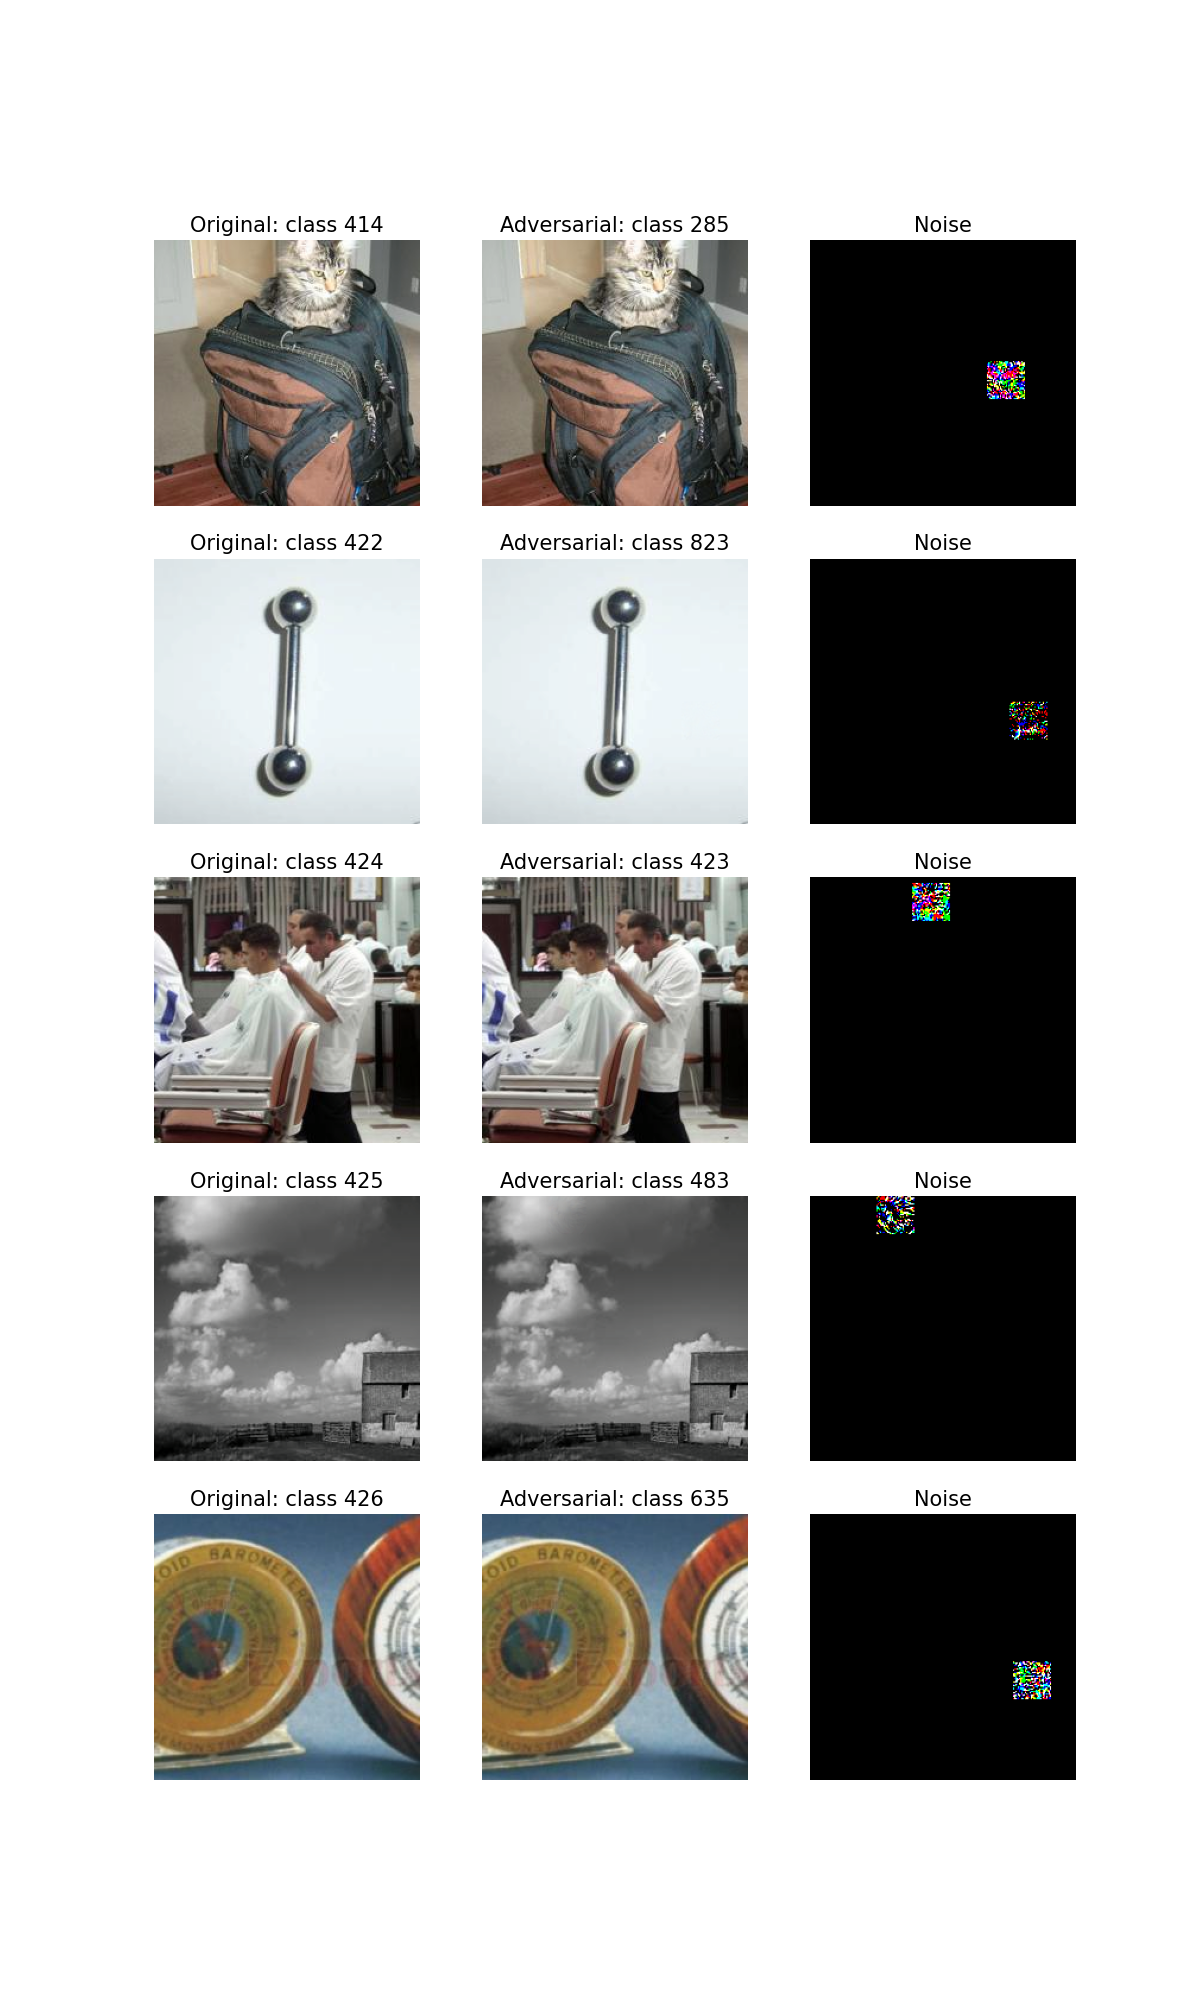 Original: class 414 Adversarial: class 285 Noise
Original: class 422 Adversarial: class 823 Noise
Original: class 424 Adversarial: class 423 Noise
Original: class 425 Adversarial: class 483 Noise
Original: class 426 Adversarial: class 635 Noise
OID BAROMETER OID BAROMETER